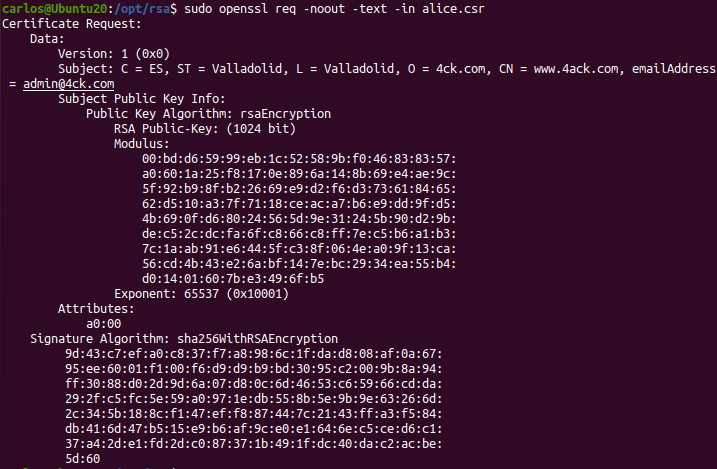 carlos@Ubuntu20:/opt/rsa$ sudo openssl req -noout -text -in alice.csr
Certificate Request:
Data:
Version: 1 (0x0)
Subject: C = ES, ST = Valladolid, L = Valladolid, O = 4ck.com, CN = www.4ack.com, emailAddress
= admin@4ck.com
Subject Public Key Info:
Public Key Algorithm: rsaEncryption
RSA Public-Key: (1024 bit)
Modulus:
00:bd:d6:59:99:eb:1c:52:58:9b:f0:46:83:83:57:
a0:60:1a:25:f8:17:0e:89:6a:14:8b:69:e4:ae:9c:
5f:92:b9:8f:b2:26:69:e9:d2:f6:d3:73:61:84:65:
62:d5:10:a3:7f:71:18:ce:ac:a7:b6:e9:dd:9f:d5:
4b:69:0f:d6:80:24:56:5d:9e:31:24:5b:90:d2:9b:
de:c5:2c:dc:fa:6f:c8:66:c8:ff:7e:c5:b6:a1:b3:
7c:1a:ab:91:e6:44:5f:c3:8f:06:4e:a0:9f:13:ca:
56:cd:4b:43:e2:6a:bf:14:7e:bc:29:34:ea:55:b4:
d0:14:01:60:7b:e3:49:6f:b5
Exponent: 65537 (0x10001)
Attributes:
a0:00
Signature Algorithm: sha256WithRSAEncryption
9d:43:c7:ef:a0:c8:37:f7:a8:98:6c:1f:da:d8:08:af:0a:67:
95:ee:60:01:f1:00:f6:d9:d9:b9:bd:30:95:c2:00:9b:8a:94:
ff:30:88:d0:2d:9d:6a:07:d8:0c:6d:46:53:c6:59:66:cd:da:
29:2f:c5:fc:5e:59:a0:97:1e:db:55:8b:5e:9b:9e:63:26:6d:
2c:34:5b:18:8c:f1:47:ef:f8:87:44:7c:21:43:ff:a3:f5:84:
db:41:6d:47:b5:15:e9:b6:af:9c:e0:e1:64:6e:c5:ce:d6:c1:
37:a4:2d:e1:fd:2d:c0:87:37:1b:49:1f:dc:40:da:c2:ac:be:
5d:60